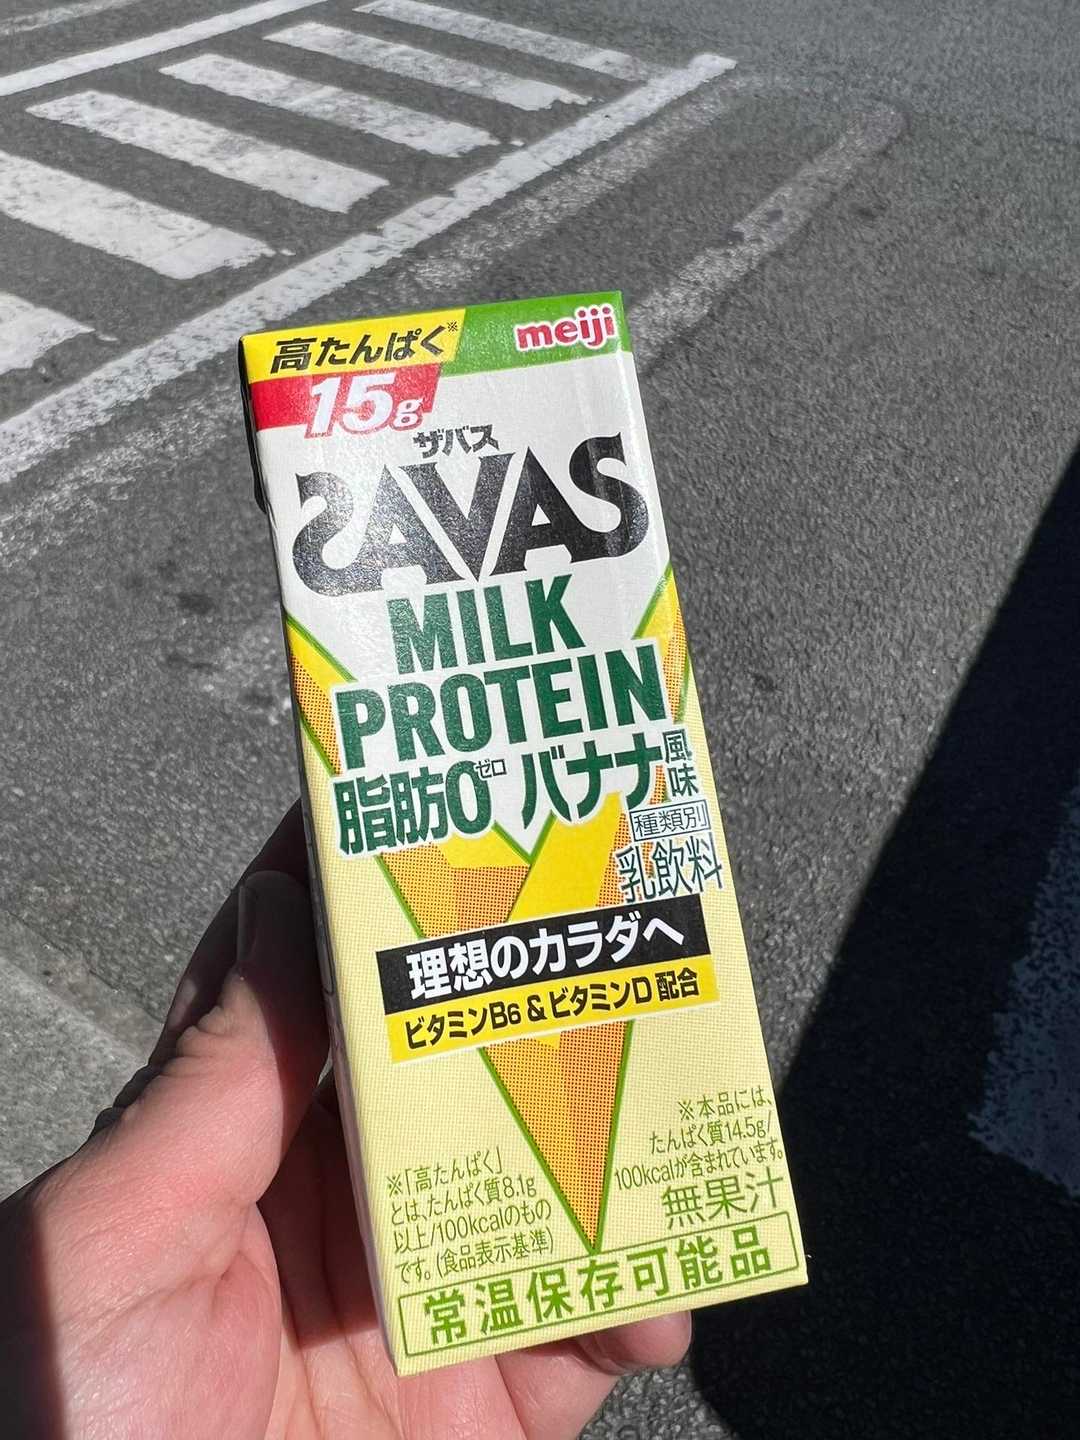 高たんぱく※
meiji
15g
ザバス
SAVAS
MILK
PROTEIN
脂肪0ゼロ バナナ風味
種類別
乳飲料
理想のカラダへ
ビタミンB6&ビタミンD配合
※本品には、
たんぱく質14.5g/
100kcalが含まれています。
※「高たんぱく」
とは、たんぱく質8.1g
以上/100kcalのもの
です。(食品表示基準)
無果汁
常温保存可能品